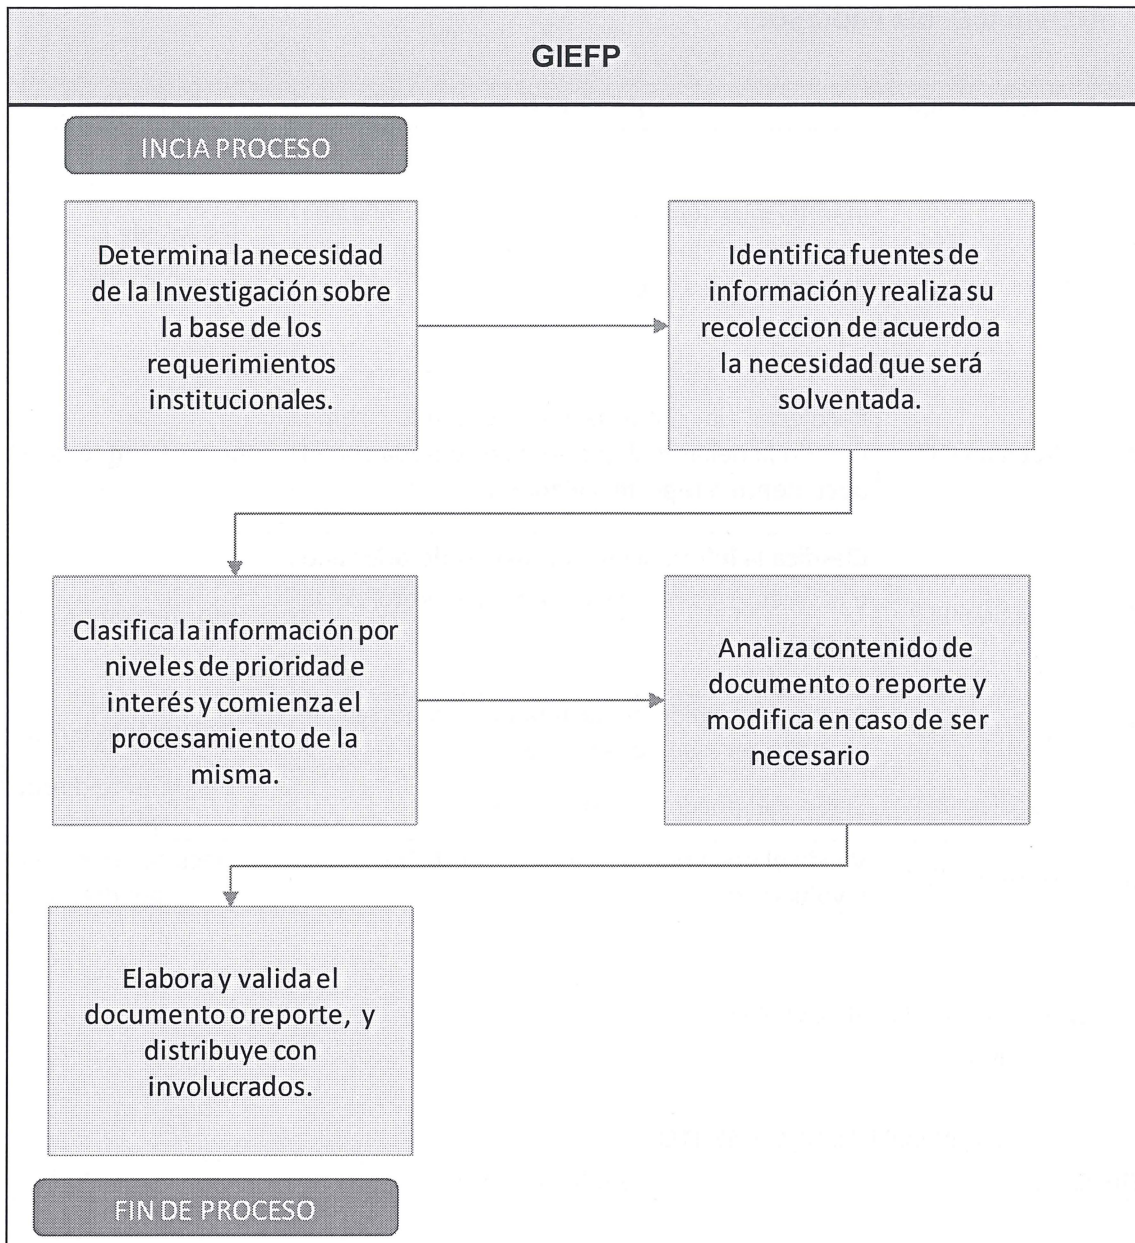 GIEFP
INCIA PROCESO
Determina la necesidad
de la Investigación sobre
la base de los
requerimientos
institucionales.
Identifica fuentes de
información y realiza su
recoleccion de acuerdo a
la necesidad que será
solventada.
Clasifica la información por
niveles de prioridad e
interés y comienza el
procesamiento de la
misma.
Analiza contenido de
documento o reporte y
modifica en caso de ser
necesario
Elabora y valida el
documento o reporte, y
distribuye con
involucrados.
FIN DE PROCESO